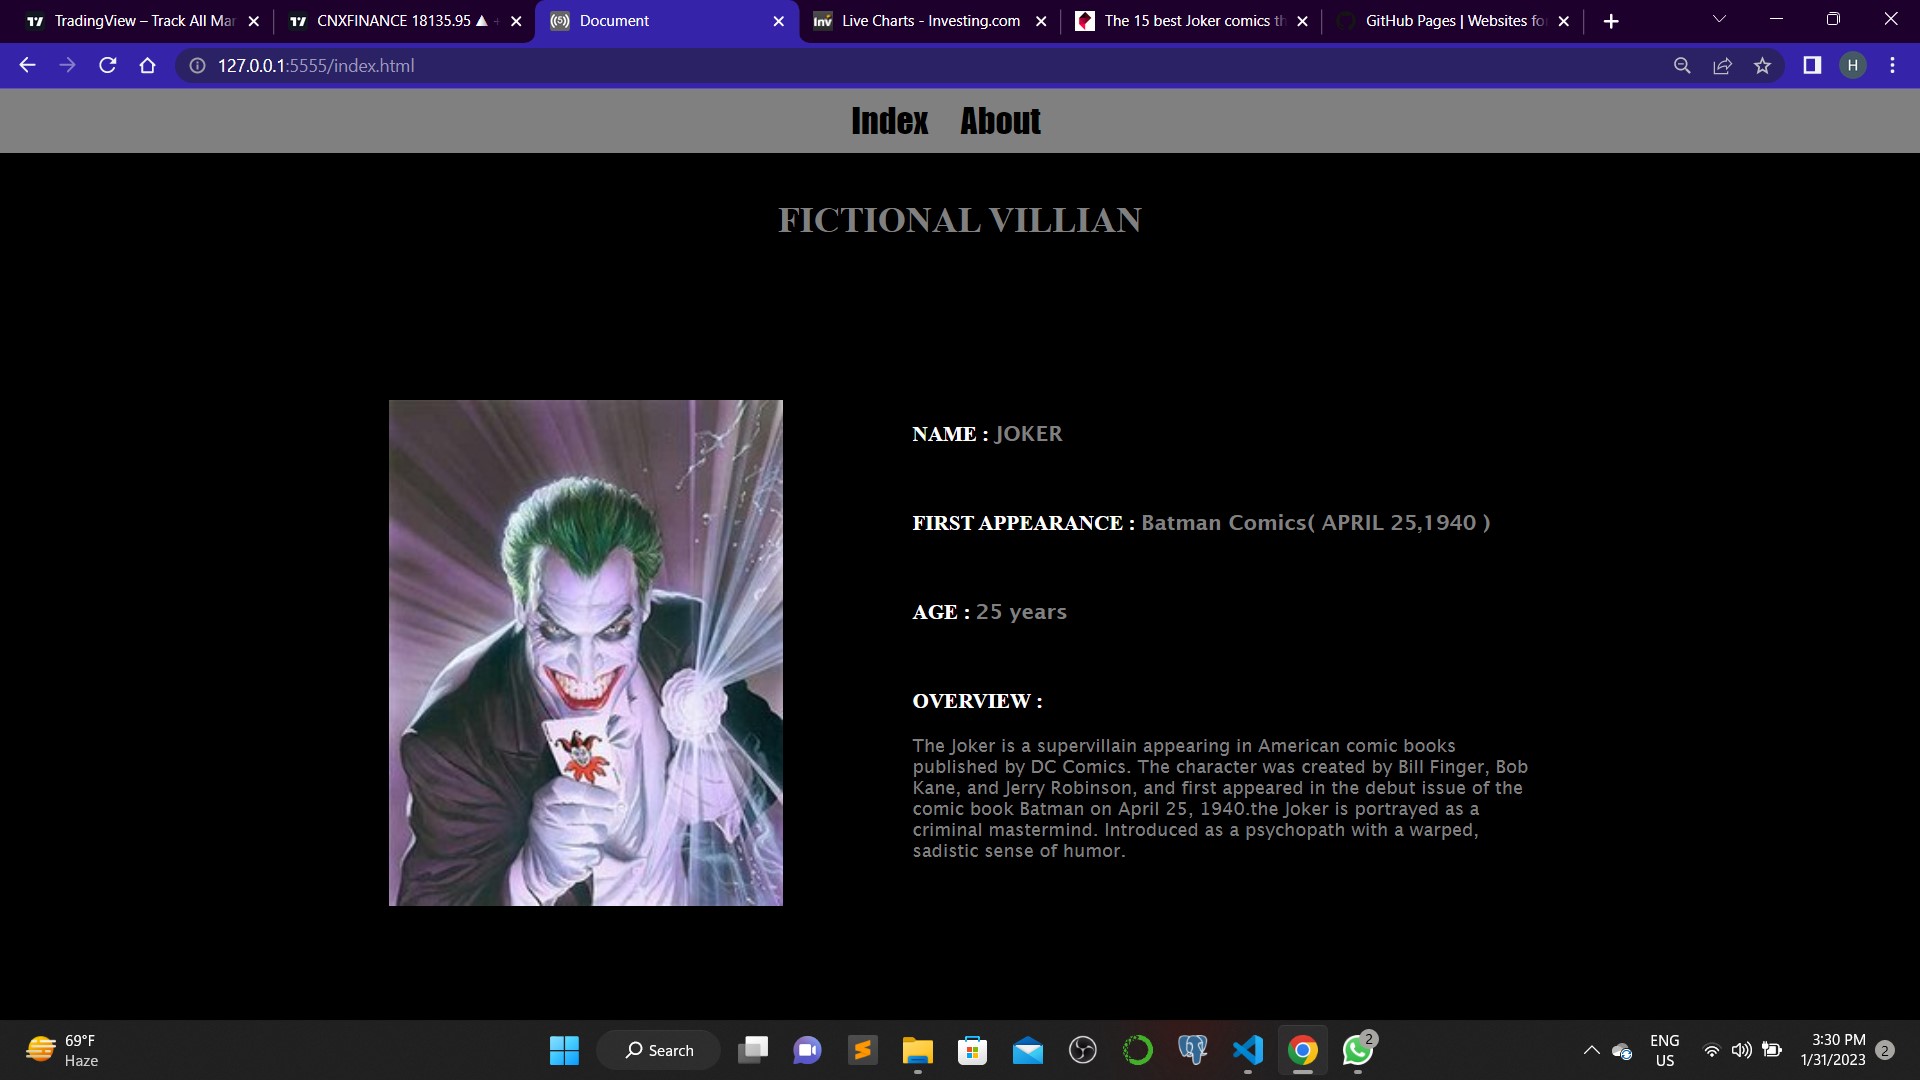 TradingView – Track All Mar
CNXFINANCE 18135.95 ▲
Document
Live Charts - Investing.com
The 15 best Joker comics th
GitHub Pages | Websites fo
127.0.0.1:5555/index.html
H
Index About
FICTIONAL VILLIAN
NAME : JOKER
FIRST APPEARANCE : Batman Comics( APRIL 25,1940 )
AGE : 25 years
OVERVIEW :
The Joker is a supervillain appearing in American comic books
published by DC Comics. The character was created by Bill Finger, Bob
Kane, and Jerry Robinson, and first appeared in the debut issue of the
comic book Batman on April 25, 1940.the Joker is portrayed as a
criminal mastermind. Introduced as a psychopath with a warped,
sadistic sense of humor.
69°F
Haze
Search
2
ENG
US
3:30 PM
1/31/2023
2